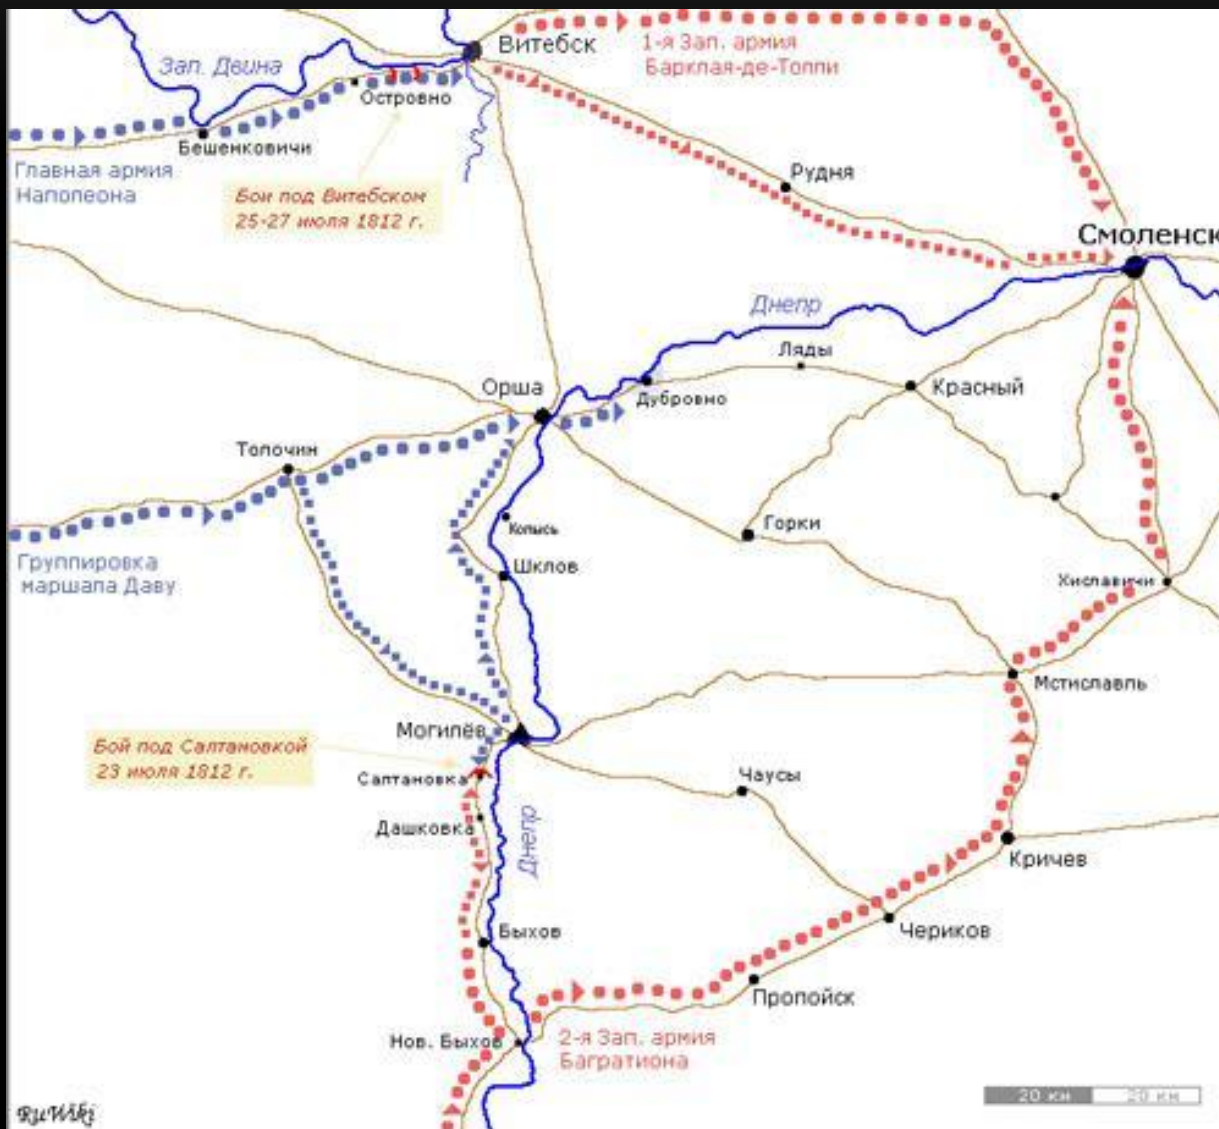 Витебск
1-я Зап. армия
Барклая-де-Толли
Зап. Двина
Островно
Бешенковичи
Главная армия
Наполеона
Бои под Витебском
25-27 июля 1812 г.
Рудня
Смоленск
Днепр
Ляды
Орша
Дубровно
Красный
Толочин
Копысь
Горки
Группировка
маршала Даву
Шклов
Хиславичи
Мстиславль
Могилёв
Бой под Салтановкой
23 июля 1812 г.
Салтановка
Чаусы
Дашковка
Днепр
Кричев
Быхов
Чериков
Пропойск
Нов. Быхов
2-я Зап. армия
Багратиона
20 км 20 км
RuWiki